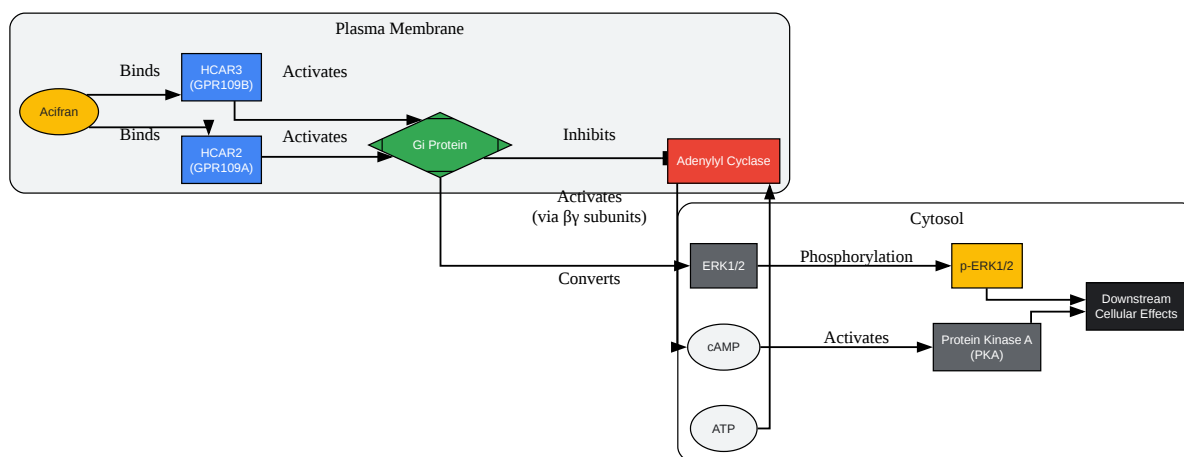 Plasma Membrane
Binds
HCAR3
(GPR109B)
Activates
Acifran
Binds
HCAR2
(GPR109A)
Activates
Gi Protein
Inhibits
Adenylyl Cyclase
Activates
(via βγ subunits)
Cytosol
ERK1/2
Phosphorylation
p-ERK1/2
Converts
Downstream
Cellular Effects
cAMP
Activates
Protein Kinase A
(PKA)
ATP